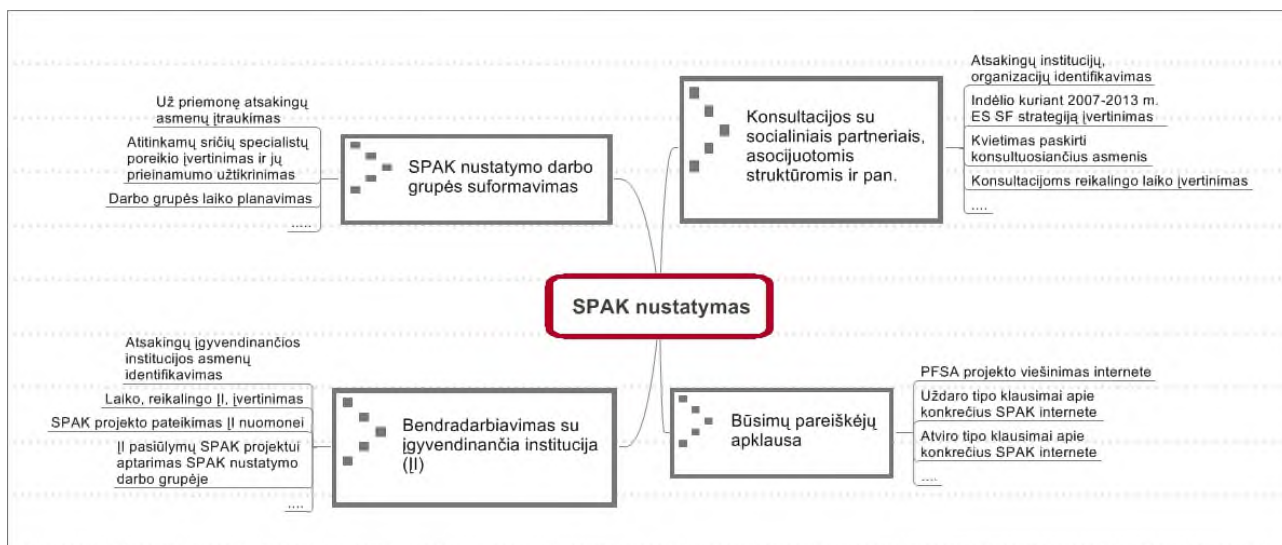 Už priemonę atsakingų
asmenų įtraukimas
Atitinkamų sričių specialistų
poreikio įvertinimas ir jų
prieinamumo užtikrinimas
Darbo grupės laiko planavimas
.....
SPAK nustatymo darbo
grupės suformavimas
Konsultacijos su
socialiniais partneriais,
asocijuotomis
struktūromis ir pan.
Atsakingų institucijų,
organizacijų identifikavimas
Indėlio kuriant 2007-2013 m.
ES SF strategiją įvertinimas
Kvietimas paskirti
konsultuosiančius asmenis
Konsultacijoms reikalingo laiko įvertinimas
....
SPAK nustatymas
Atsakingų įgyvendinančios
institucijos asmenų
identifikavimas
Laiko, reikalingo ĮI, įvertinimas
SPAK projekto pateikimas ĮI nuomonei
ĮI pasiūlymų SPAK projektui
aptarimas SPAK nustatymo
darbo grupėje
....
Bendradarbiavimas su
įgyvendinančia institucija
(ĮI)
Būsimų pareiškėjų
apklausa
PFSA projekto viešinimas internete
Uždaro tipo klausimai apie
konkrečius SPAK internete
Atviro tipo klausimai apie
konkrečius SPAK internete
....